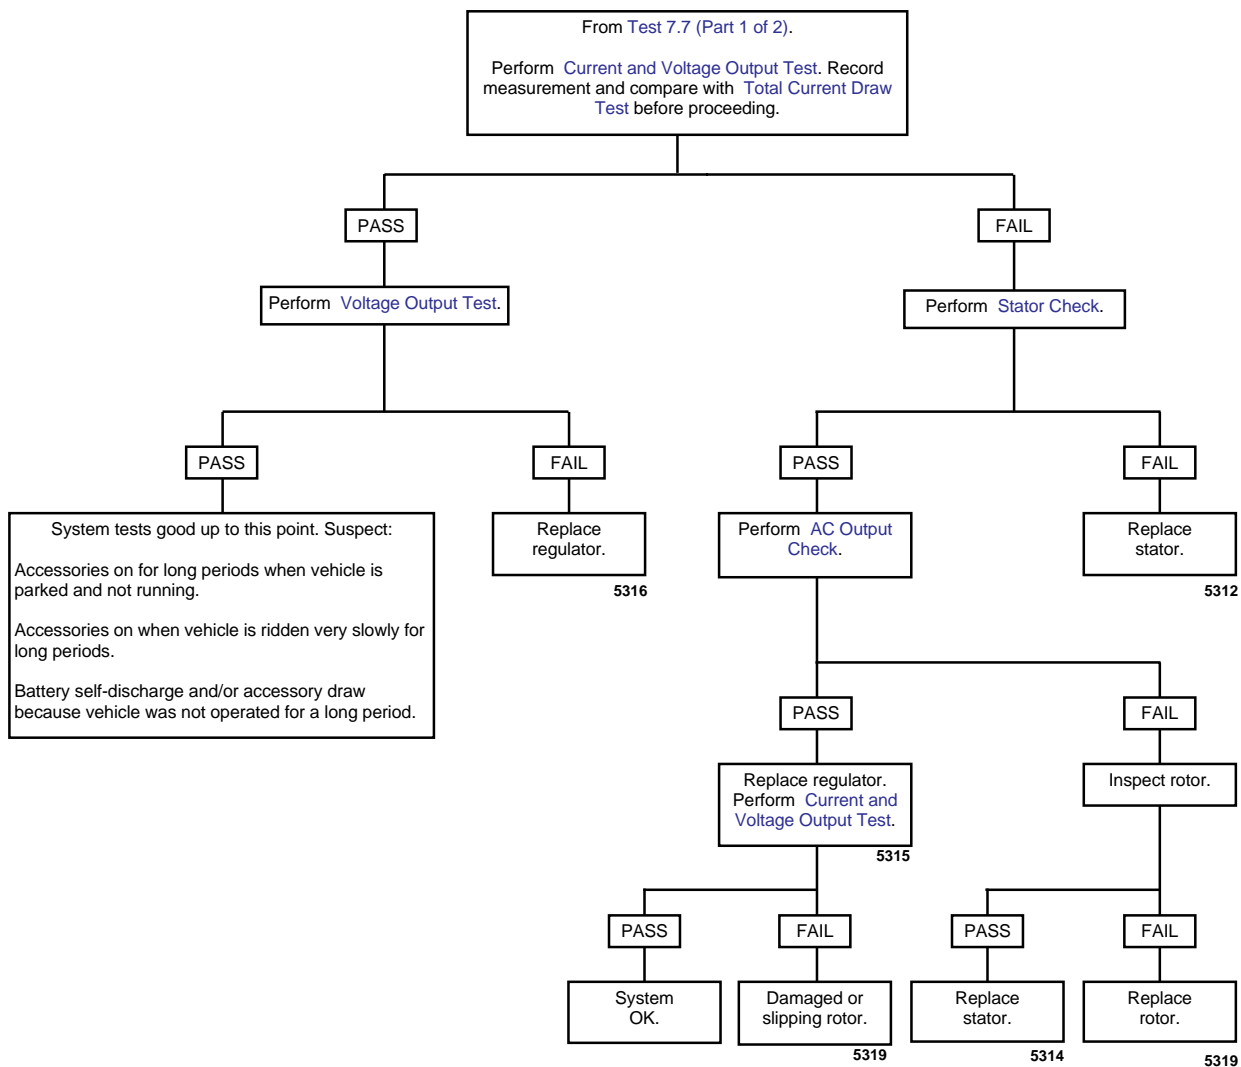 From Test 7.7 (Part 1 of 2).
Perform Current and Voltage Output Test. Record
measurement and compare with Total Current Draw
Test before proceeding.
PASS
FAIL
Perform Voltage Output Test.
Perform Stator Check.
PASS
FAIL
PASS
FAIL
System tests good up to this point. Suspect:
Accessories on for long periods when vehicle is
parked and not running.
Accessories on when vehicle is ridden very slowly for
long periods.
Battery self-discharge and/or accessory draw
because vehicle was not operated for a long period.
Replace
regulator.
5316
Perform AC Output
Check.
Replace
stator.
5312
PASS
FAIL
Replace regulator.
Perform Current and
Voltage Output Test.
5315
Inspect rotor.
PASS
FAIL
PASS
FAIL
System
OK.
Damaged or
slipping rotor.
5319
Replace
stator.
5314
Replace
rotor.
5319